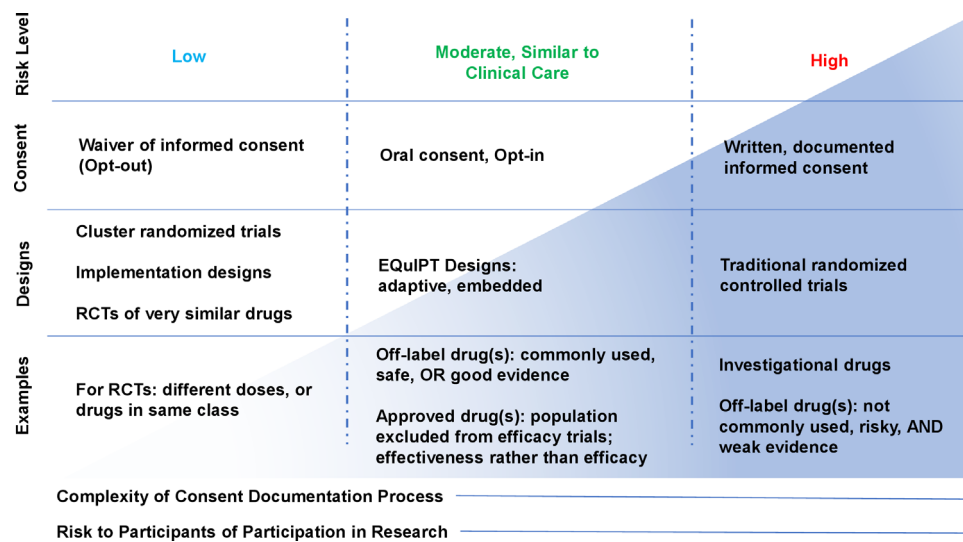 Risk Level
Low
Moderate, Similar to
Clinical Care
High
Consent
Waiver of informed consent
(Opt-out)
Oral consent, Opt-in
Written, documented
informed consent
Designs
Cluster randomized trials
Implementation designs
RCTs of very similar drugs
EQuIPT Designs:
adaptive, embedded
Traditional randomized
controlled trials
Examples
For RCTs: different doses, or
drugs in same class
Off-label drug(s): commonly used,
safe, OR good evidence
Approved drug(s): population
excluded from efficacy trials;
effectiveness rather than efficacy
Investigational drugs
Off-label drug(s): not
commonly used, risky, AND
weak evidence
Complexity of Consent Documentation Process
Risk to Participants of Participation in Research